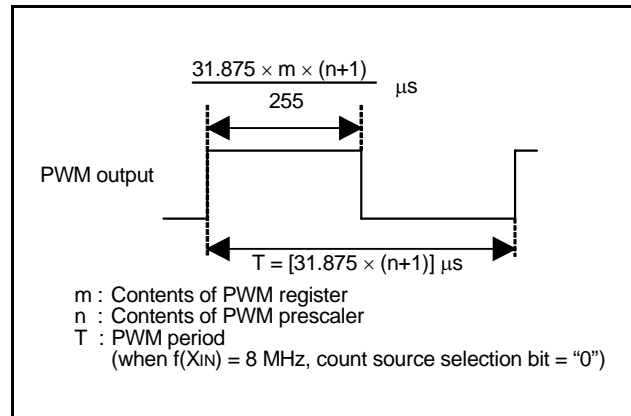 31.875 × m × (n+1)
255
μs
PWM output
T = [31.875 × (n+1)] μs
m : Contents of PWM register
n : Contents of PWM prescaler
T : PWM period
(when f(XIN) = 8 MHz, count source selection bit = “0”)